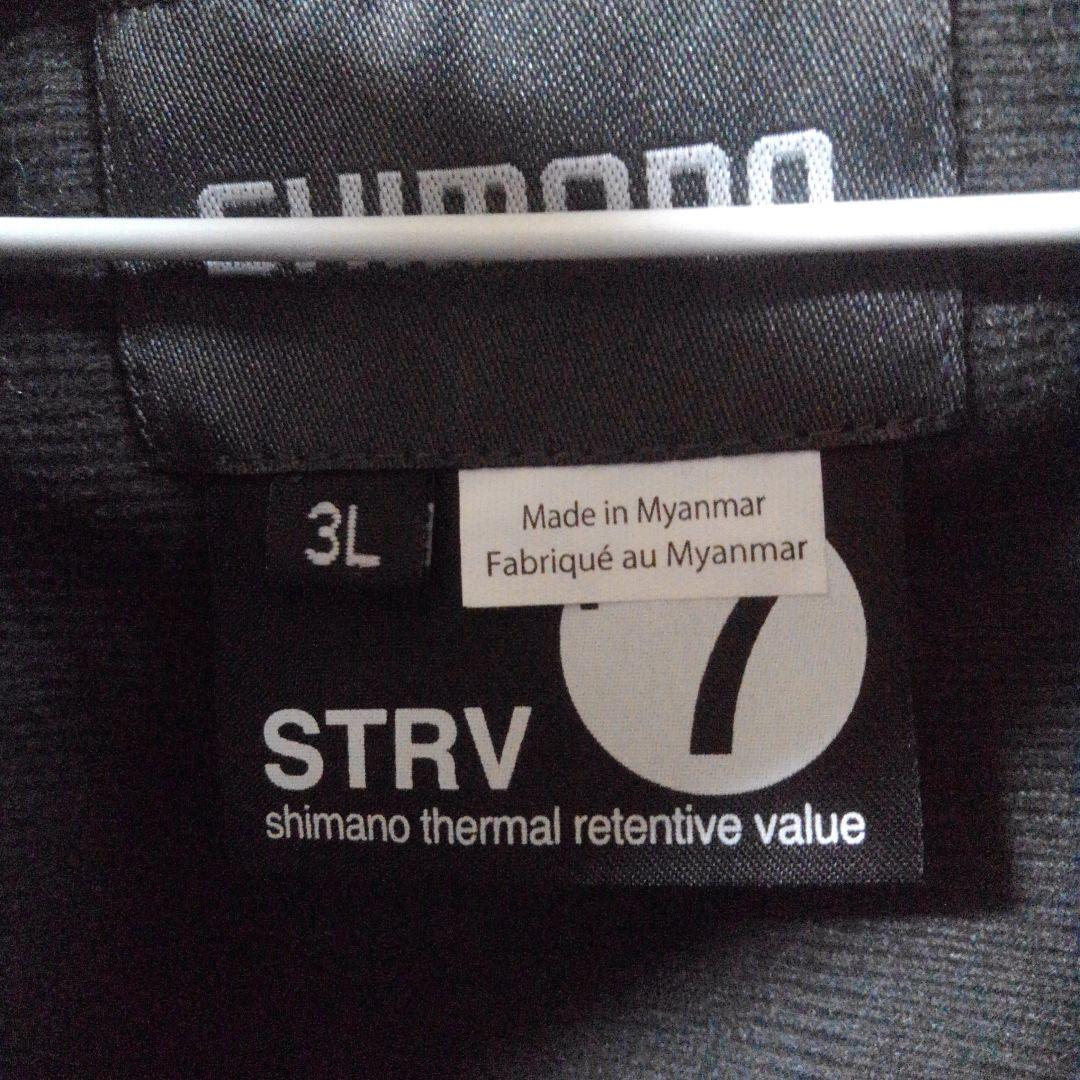 SHIMANO
3L
Made in Myanmar
Fabriqué au Myanmar
7
STRV
shimano thermal retentive value